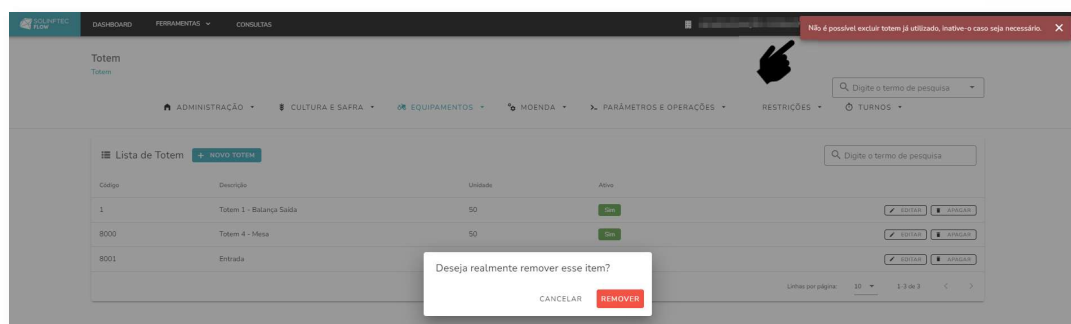 SOLINFTEC
FLOW
DASHBOARD FERRAMENTAS CONSULTAS
Não é possível excluir totem já utilizado, inative-o caso seja necessário. X
Totem
Totem
Digite o termo de pesquisa
ADMINISTRAÇÃO CULTURA E SAFRA EQUIPAMENTOS MOENDA PARÂMETROS E OPERAÇÕES RESTRIÇÕES TURNOS
Lista de Totem + NOVO TOTEM Digite o termo de pesquisa
Código Descrição Unidade Ativo
1 Totem 1 - Balança Saída 50 Sim EDITAR APAGAR
8000 Totem 4 - Mesa 50 Sim EDITAR APAGAR
8001 Entrada EDITAR APAGAR
Deseja realmente remover esse item?
CANCELAR REMOVER
Linhas por página: 10 1-3 de 3